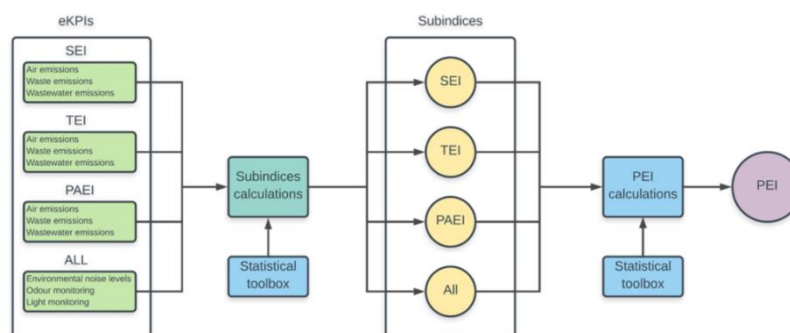 eKPIs
SEI
Air emissions
Waste emissions
Wastewater emissions
TEI
Air emissions
Waste emissions
Wastewater emissions
PAEI
Air emissions
Waste emissions
Wastewater emissions
ALL
Environmental noise levels
Odour monitoring
Light monitoring
Subindices
calculations
Statistical
toolbox
Subindices
SEI
TEI
PAEI
All
PEI
calculations
Statistical
toolbox
PEI